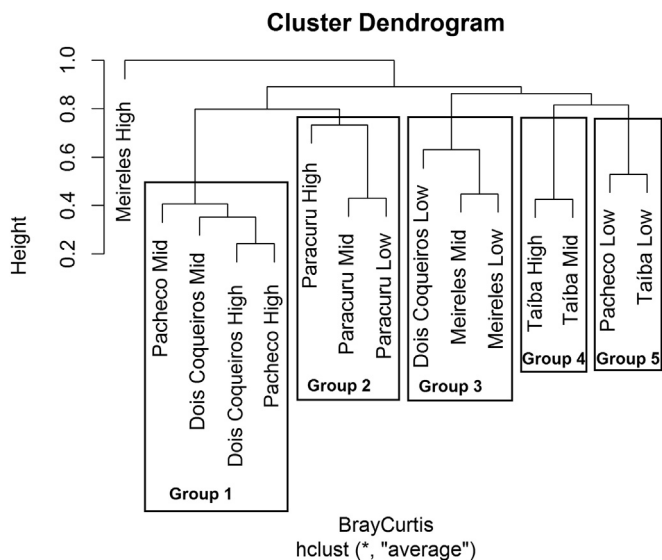 Cluster Dendrogram
Height
1.0
0.8
0.6
0.4
0.2
Meireles High
Pacheco Mid
Dois Coqueiros Mid
Dois Coqueiros High
Pacheco High
Group 1
Paracuru High
Paracuru Mid
Paracuru Low
Group 2
Dois Coqueiros Low
Meireles Mid
Meireles Low
Group 3
Taíba High
Taíba Mid
Group 4
Pacheco Low
Taíba Low
Group 5
BrayCurtis
hclust (*, "average")